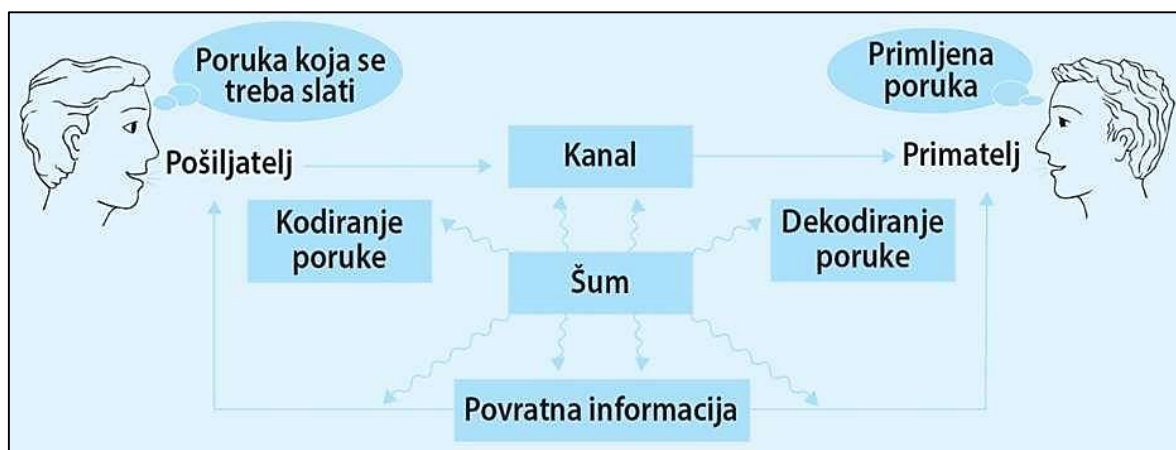 Poruka koja se
treba slati
Primljena
poruka
Pošiljatelj
Kanal
Primatelj
Kodiranje
poruke
Dekodiranje
poruke
Šum
Povratna informacija